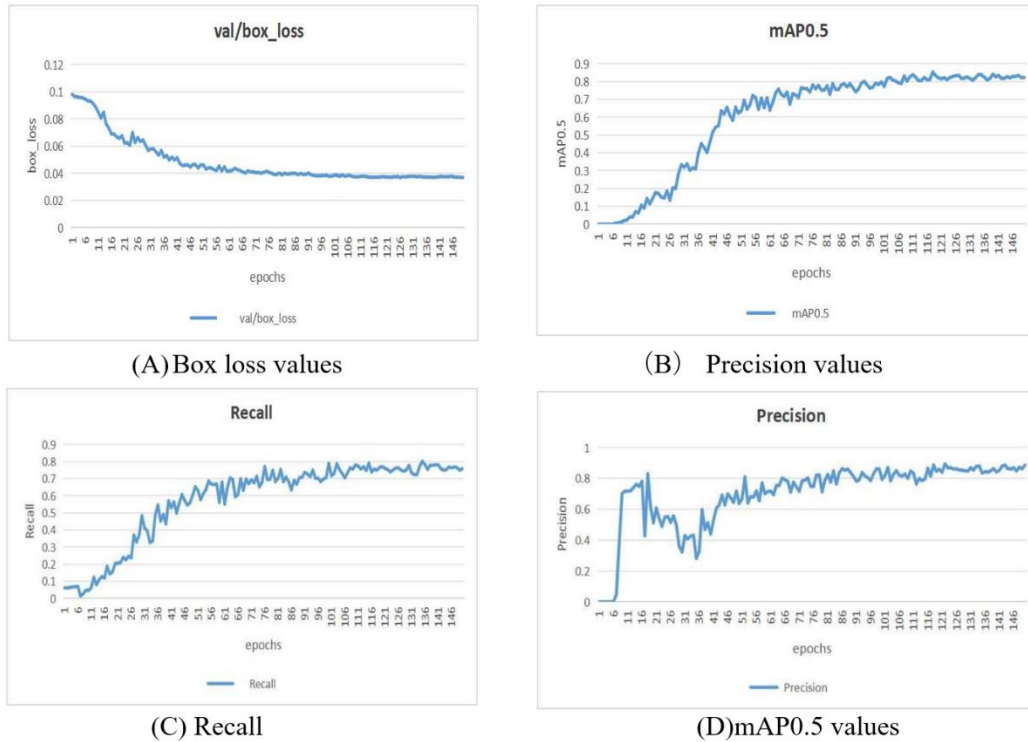 val/box_loss
0.12
0.1
0.08
0.06
0.04
0.02
0
box_loss
1 6 11 16 21 26 31 36 41 46 51 56 61 66 71 76 81 86 91 96 101 106 111 116 121 126 131 136 141 146
epochs
val/box_loss
(A) Box loss values
mAP0.5
0.9
0.8
0.7
0.6
0.5
0.4
0.3
0.2
0.1
0
mAP0.5
1 6 11 16 21 26 31 36 41 46 51 56 61 66 71 76 81 86 91 96 101 106 111 116 121 126 131 136 141 146
epochs
mAP0.5
(B) Precision values
Recall
0.9
0.8
0.7
0.6
0.5
0.4
0.3
0.2
0.1
0
Recall
1 6 11 16 21 26 31 36 41 46 51 56 61 66 71 76 81 86 91 96 101 106 111 116 121 126 131 136 141 146
epochs
Recall
(C) Recall
Precision
1
0.8
0.6
0.4
0.2
0
Precision
1 6 11 16 21 26 31 36 41 46 51 56 61 66 71 76 81 86 91 96 101 106 111 116 121 126 131 136 141 146
epochs
Precision
(D)mAP0.5 values